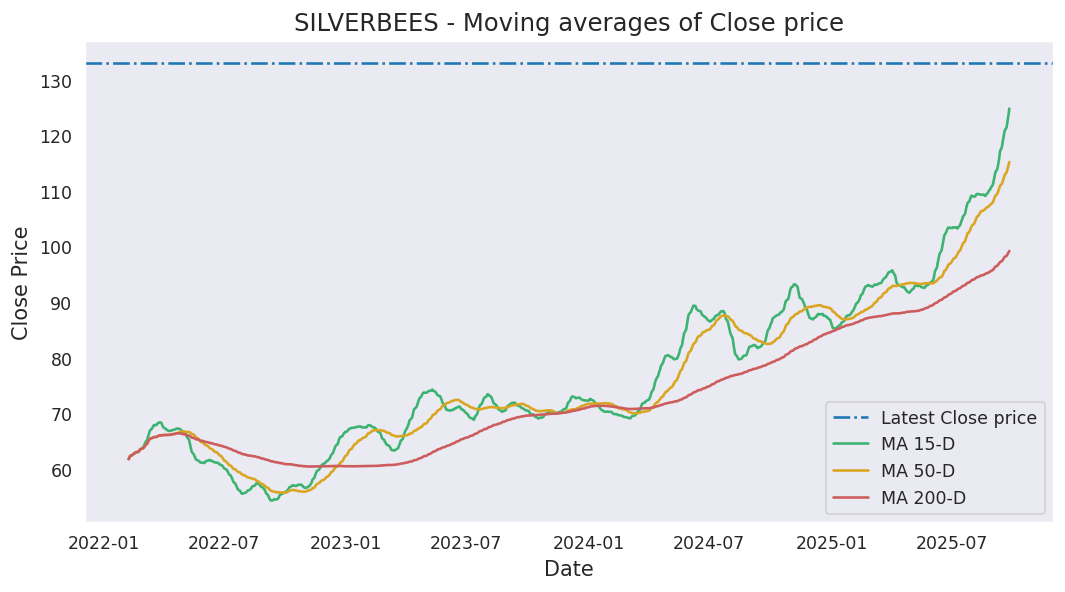 SILVERBEES - Moving averages of Close price
Close Price
130
120
110
100
90
80
70
60
Latest Close price
MA 15-D
MA 50-D
MA 200-D
2022-01 2022-07 2023-01 2023-07 2024-01 2024-07 2025-01 2025-07
Date